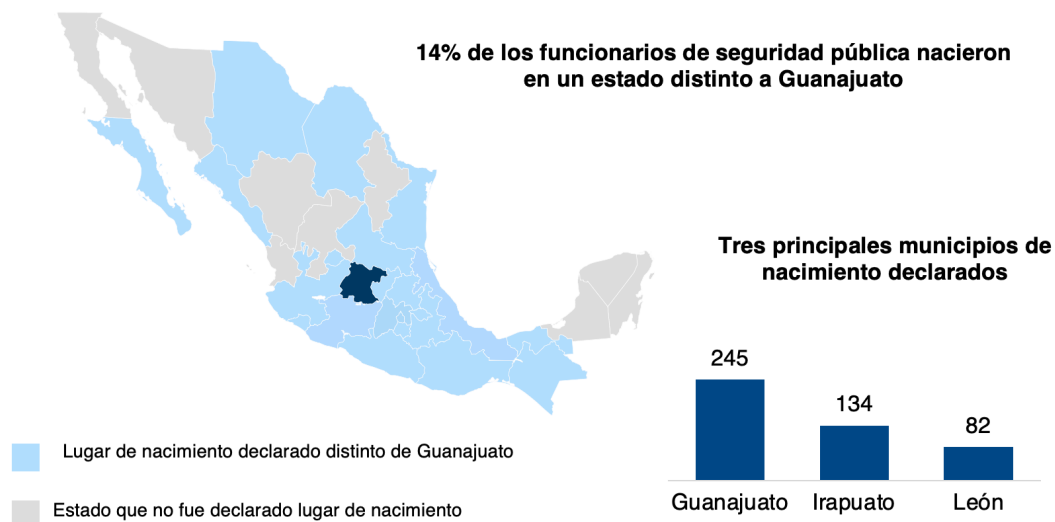 14% de los funcionarios de seguridad pública nacieron
en un estado distinto a Guanajuato
Tres principales municipios de
nacimiento declarados
245
134
82
Guanajuato
Irapuato
León
Lugar de nacimiento declarado distinto de Guanajuato
Estado que no fue declarado lugar de nacimiento